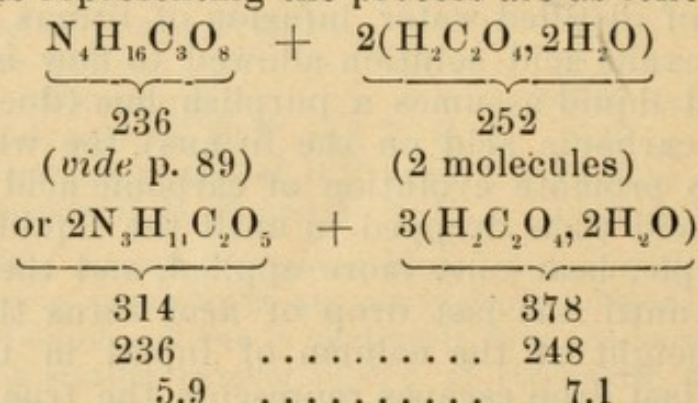 N₄H₁₆C₃O₈ + 2(H₂C₂O₄,2H₂O)
236 252
(vide p. 89) (2 molecules)
or 2N₃H₁₁C₂O₅ + 3(H₂C₂O₄,2H₂O)
314 378
236 .......... 248
5.9 .......... 7.1